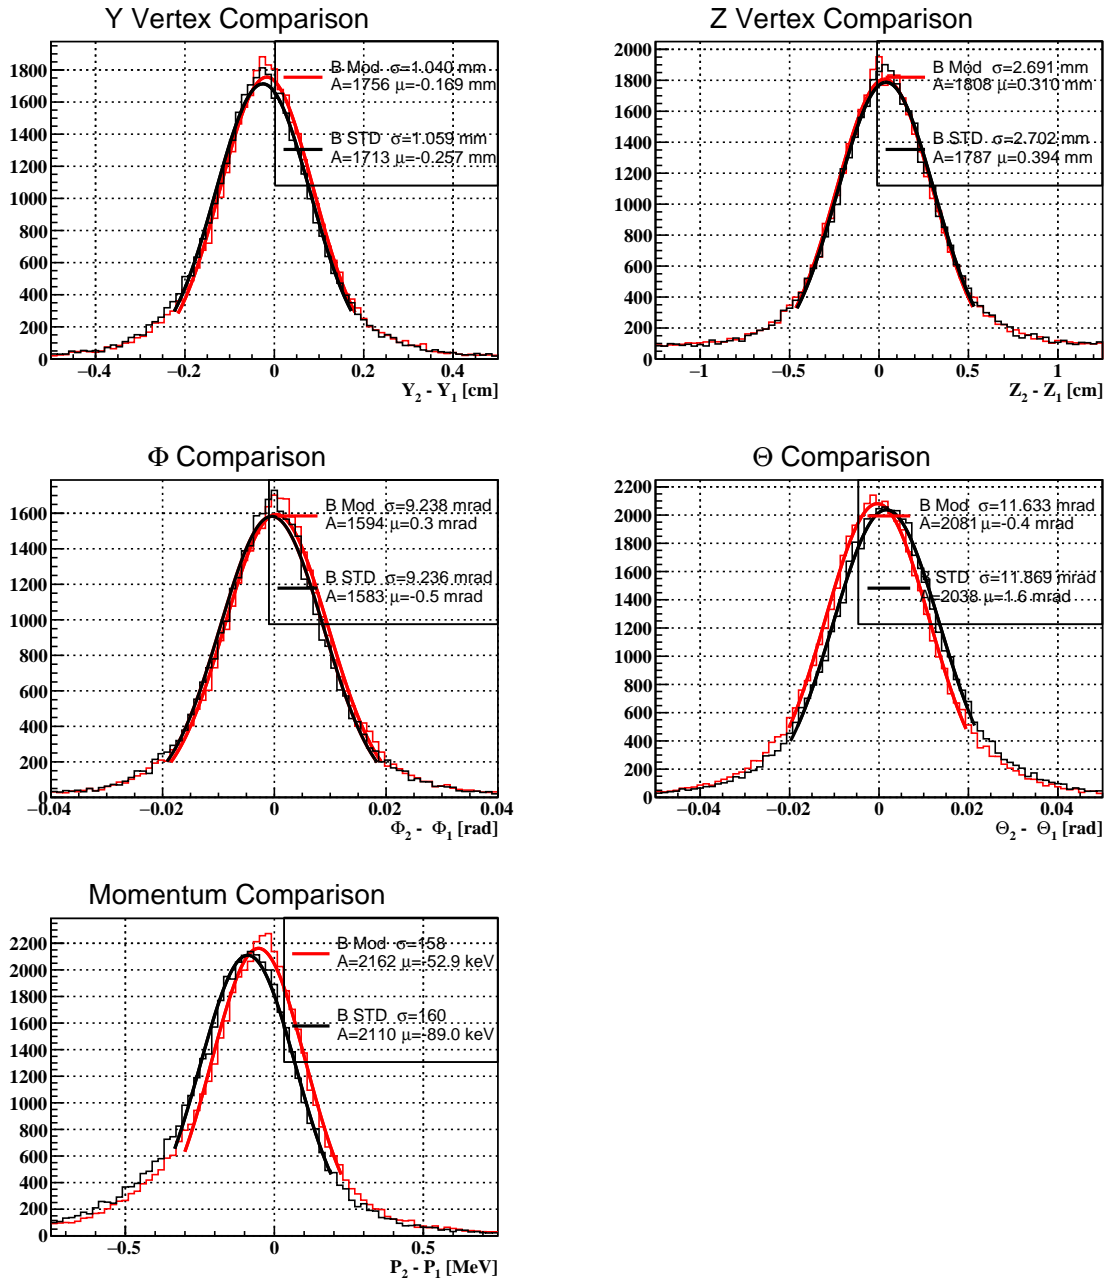 Y Vertex Comparison
B Mod σ=1.040 mm
A=1756 μ=-0.169 mm
B STD σ=1.059 mm
A=1713 μ=-0.257 mm
1800
1600
1400
1200
1000
800
600
400
200
0
−0.4 −0.2 0 0.2 0.4
Y2 - Y1 [cm]
Z Vertex Comparison
B Mod σ=2.691 mm
A=1808 μ=0.310 mm
B STD σ=2.702 mm
A=1787 μ=0.394 mm
2000
1800
1600
1400
1200
1000
800
600
400
200
0
−1 −0.5 0 0.5 1
Z2 - Z1 [cm]
Φ Comparison
B Mod σ=9.238 mrad
A=1594 μ=0.3 mrad
B STD σ=9.236 mrad
A=1583 μ=-0.5 mrad
1600
1400
1200
1000
800
600
400
200
0
−0.04 −0.02 0 0.02 0.04
Φ2 - Φ1 [rad]
Θ Comparison
B Mod σ=11.633 mrad
A=2081 μ=-0.4 mrad
B STD σ=11.869 mrad
A=2038 μ=1.6 mrad
2200
2000
1800
1600
1400
1200
1000
800
600
400
200
0
−0.04 −0.02 0 0.02 0.04
Θ2 - Θ1 [rad]
Momentum Comparison
B Mod σ=158
A=2162 μ=-52.9 keV
B STD σ=160
A=2110 μ=-89.0 keV
2200
2000
1800
1600
1400
1200
1000
800
600
400
200
0
−0.5 0 0.5
P2 - P1 [MeV]